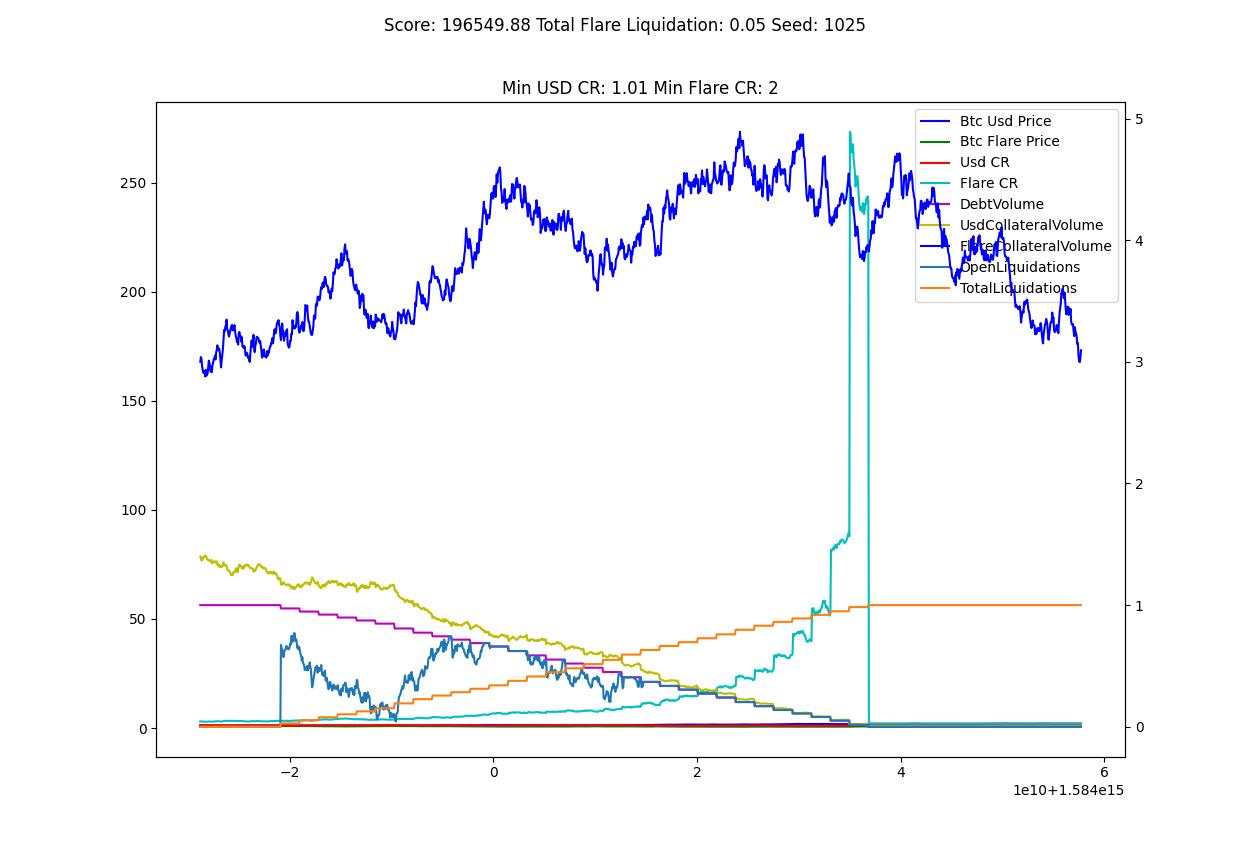 Score: 196549.88 Total Flare Liquidation: 0.05 Seed: 1025
Min USD CR: 1.01 Min Flare CR: 2
Btc Usd Price
Btc Flare Price
Usd CR
Flare CR
DebtVolume
UsdCollateralVolume
FlareCollateralVolume
OpenLiquidations
TotalLiquidations
250
200
150
100
50
0
5
4
3
2
1
0
−2
0
2
4
6
1e10+1.584e15